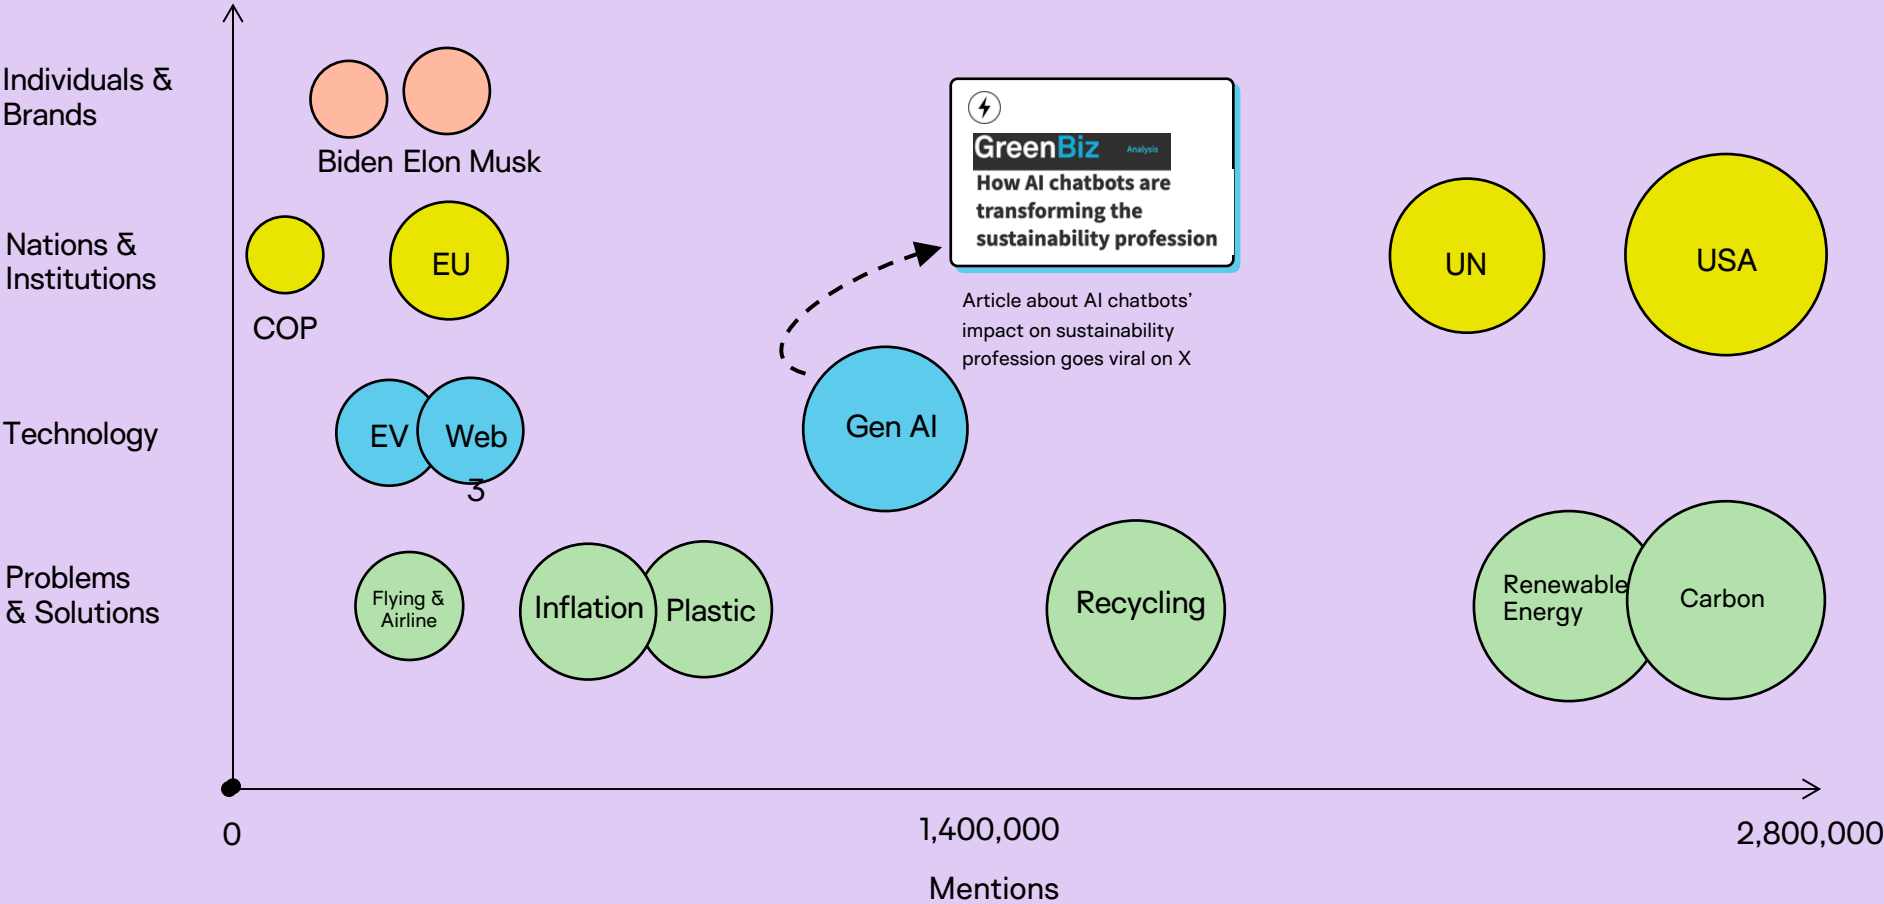 Individuals &
Brands
Biden Elon Musk
Nations &
Institutions
COP
EU
UN
USA
GreenBiz Analysis
How AI chatbots are
transforming the
sustainability profession
Article about AI chatbots’
impact on sustainability
profession goes viral on X
Technology
EV
Web
3
Gen AI
Problems
& Solutions
Flying &
Airline
Inflation
Plastic
Recycling
Renewable
Energy
Carbon
0
1,400,000
2,800,000
Mentions